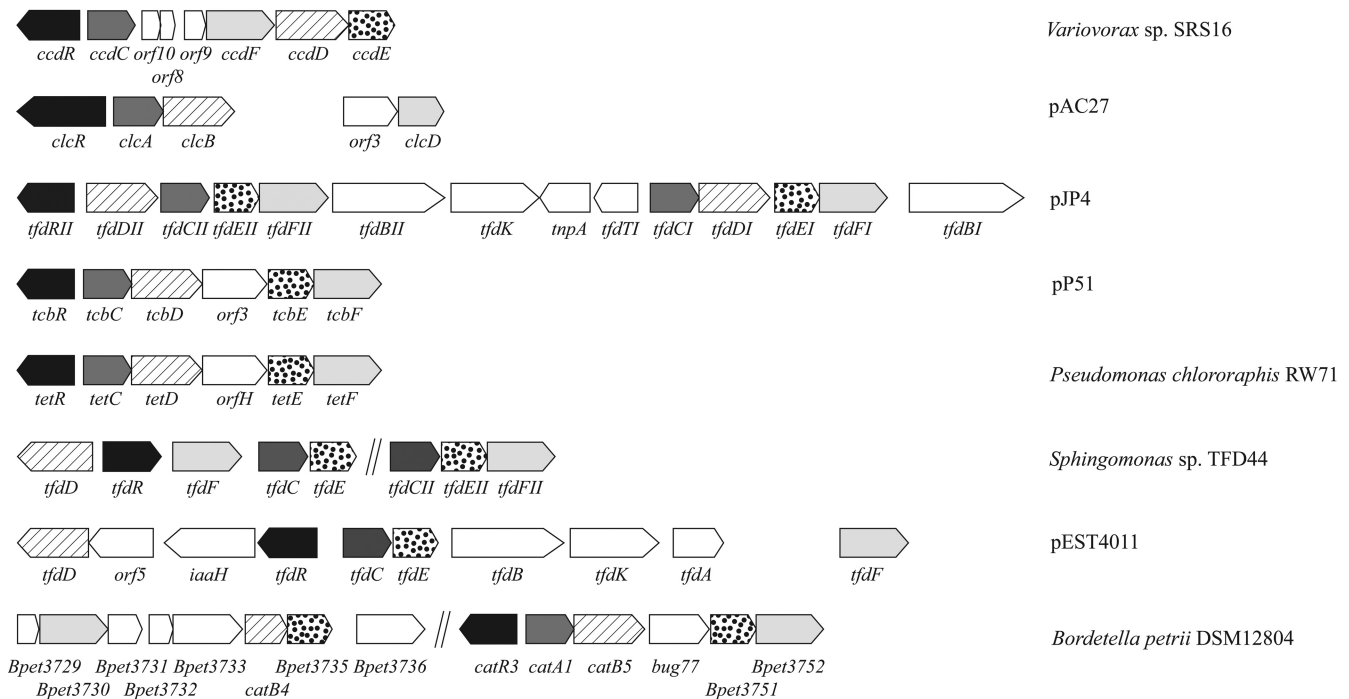 Variovorax sp. SRS16
ccdR ccdC orf10 orf9 ccdF ccdD ccdE
orf8
pAC27
clcR clcA clcB orf3 clcD
pJP4
tfdRII tfdDII tfdCII tfdEII tfdFII tfdBII tfdK tnpA tfdTI tfdCI tfdDI tfdEI tfdFI tfdBI
pP51
tcbR tcbC tcbD orf3 tcbE tcbF
Pseudomonas chlororaphis RW71
tetR tetC tetD orfH tetE tetF
Sphingomonas sp. TFD44
tfdD tfdR tfdF tfdC tfdE // tfdCII tfdEII tfdFII
pEST4011
tfdD orf5 iaaH tfdR tfdC tfdE tfdB tfdK tfdA tfdF
Bordetella petrii DSM12804
Bpet3729 Bpet3731 Bpet3733 Bpet3735 Bpet3736 // catR3 catA1 catB5 bug77 Bpet3752
Bpet3730 Bpet3732 catB4 Bpet3751